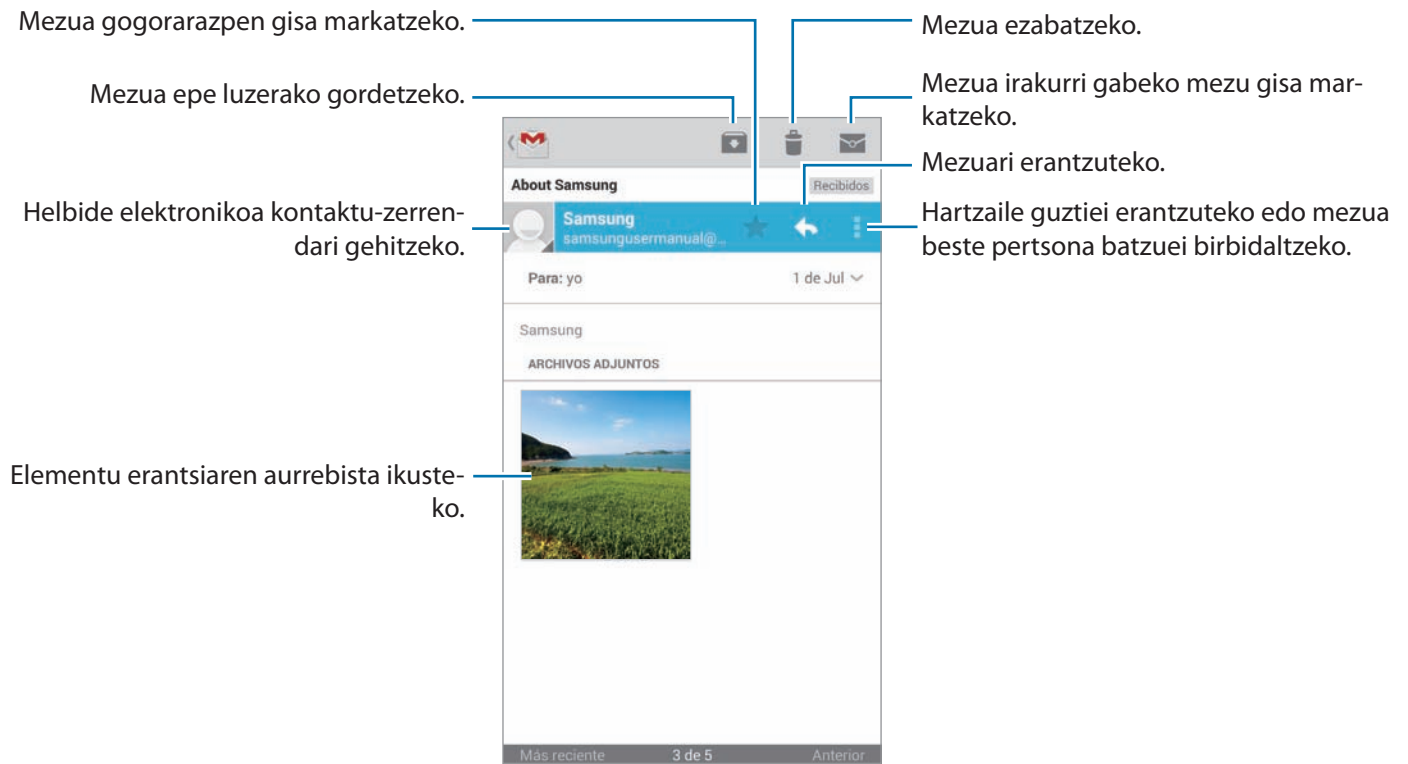 Mezua gogorarazpen gisa markatzeko.
Mezua epe luzerako gordetzeko.
Helbide elektronikoa kontaktu-zerren-
dari gehitzeko.
Elementu erantsiaren aurrebista ikuste-
ko.
Mezua ezabatzeko.
Mezua irakurri gabeko mezu gisa mar-
katzeko.
Mezuari erantzuteko.
Hartzaile guztiei erantzuteko edo mezua
beste pertsona batzuei birbidaltzeko.
About Samsung
Recibidos
Samsung
samsungusermanual@...
Para: yo
1 de Jul
Samsung
ARCHIVOS ADJUNTOS
Más reciente
3 de 5
Anterior